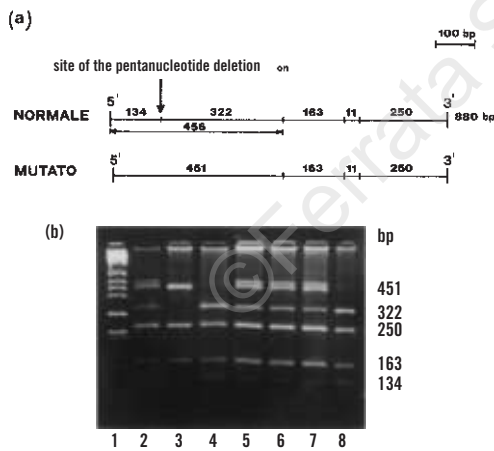 (a)
100 bp
site of the pentanucleotide deletion on
5' 3'
NORMALE 134 322 163 11 250 880 bp
456
5' 3'
MUTATO 451 163 11 250
(b) bp
451
322
250
163
134
1 2 3 4 5 6 7 8
©Ferrata S